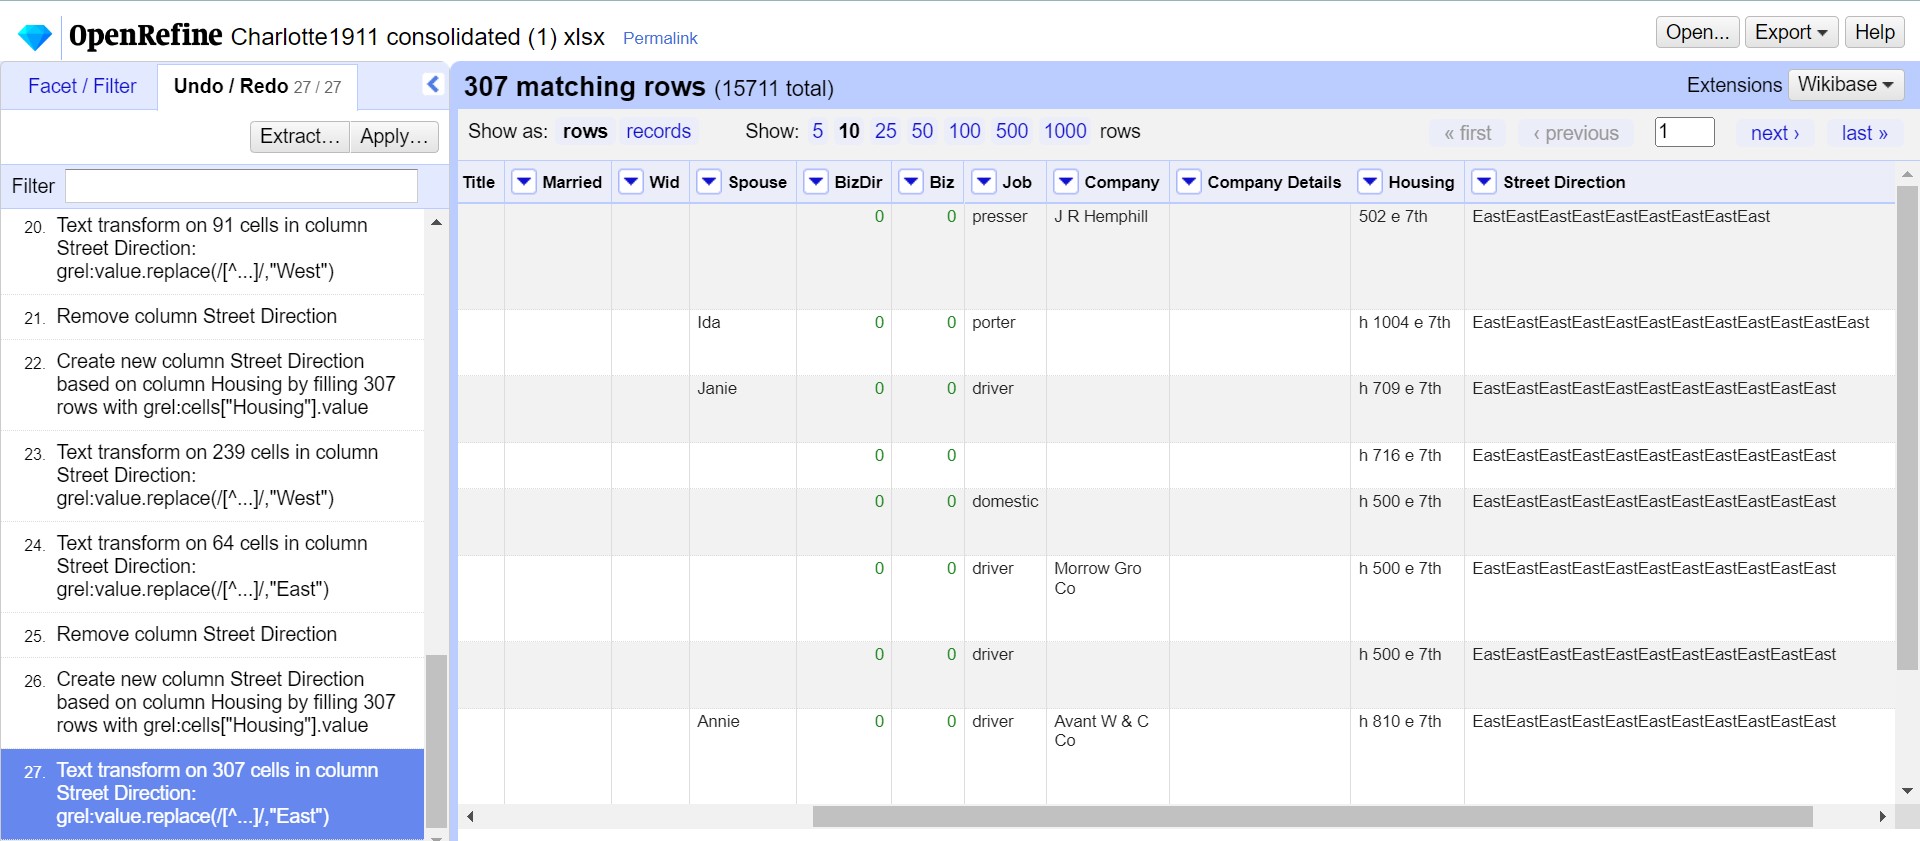 OpenRefine Charlotte1911 consolidated (1) xlsx Permalink
Open... Export Help
Facet / Filter Undo / Redo 27 / 27
Extract... Apply...
Filter
20. Text transform on 91 cells in column
Street Direction:
grel:value.replace(/[^...]/,"West")
21. Remove column Street Direction
22. Create new column Street Direction
based on column Housing by filling 307
rows with grel:cells["Housing"].value
23. Text transform on 239 cells in column
Street Direction:
grel:value.replace(/[^...]/,"West")
24. Text transform on 64 cells in column
Street Direction:
grel:value.replace(/[^...]/,"East")
25. Remove column Street Direction
26. Create new column Street Direction
based on column Housing by filling 307
rows with grel:cells["Housing"].value
27. Text transform on 307 cells in column
Street Direction:
grel:value.replace(/[^...]/,"East")
307 matching rows (15711 total)
Extensions Wikibase
Show as: rows records Show: 5 10 25 50 100 500 1000 rows
« first ‹ previous 1 next › last »
Title Married Wid Spouse BizDir Biz Job Company Company Details Housing Street Direction
0 0 presser J R Hemphill 502 e 7th EastEastEastEastEastEastEastEastEast
Ida 0 0 porter h 1004 e 7th EastEastEastEastEastEastEastEastEastEastEastEast
Janie 0 0 driver h 709 e 7th EastEastEastEastEastEastEastEastEastEastEast
0 0 h 716 e 7th EastEastEastEastEastEastEastEastEastEastEast
0 0 domestic h 500 e 7th EastEastEastEastEastEastEastEastEastEastEast
0 0 driver Morrow Gro h 500 e 7th EastEastEastEastEastEastEastEastEastEastEast
Co
0 0 driver h 500 e 7th EastEastEastEastEastEastEastEastEastEastEast
Annie 0 0 driver Avant W & C h 810 e 7th EastEastEastEastEastEastEastEastEastEastEast
Co